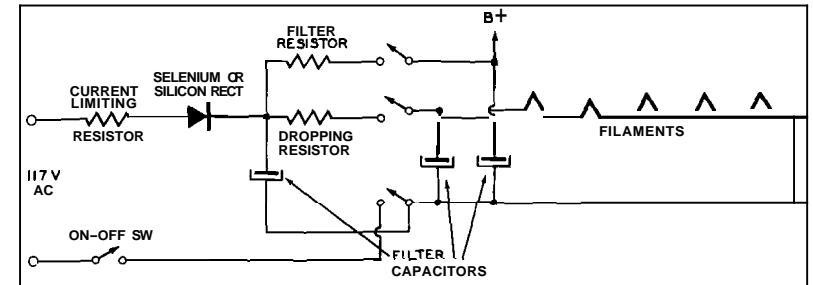 B+
FILTER
RESISTOR
SELENIUM OR
SILICON RECT
CURRENT
LIMITING
RESISTOR
DROPPING
RESISTOR
FILAMENTS
117 V
AC
ON-OFF SW
FILTER
CAPACITORS